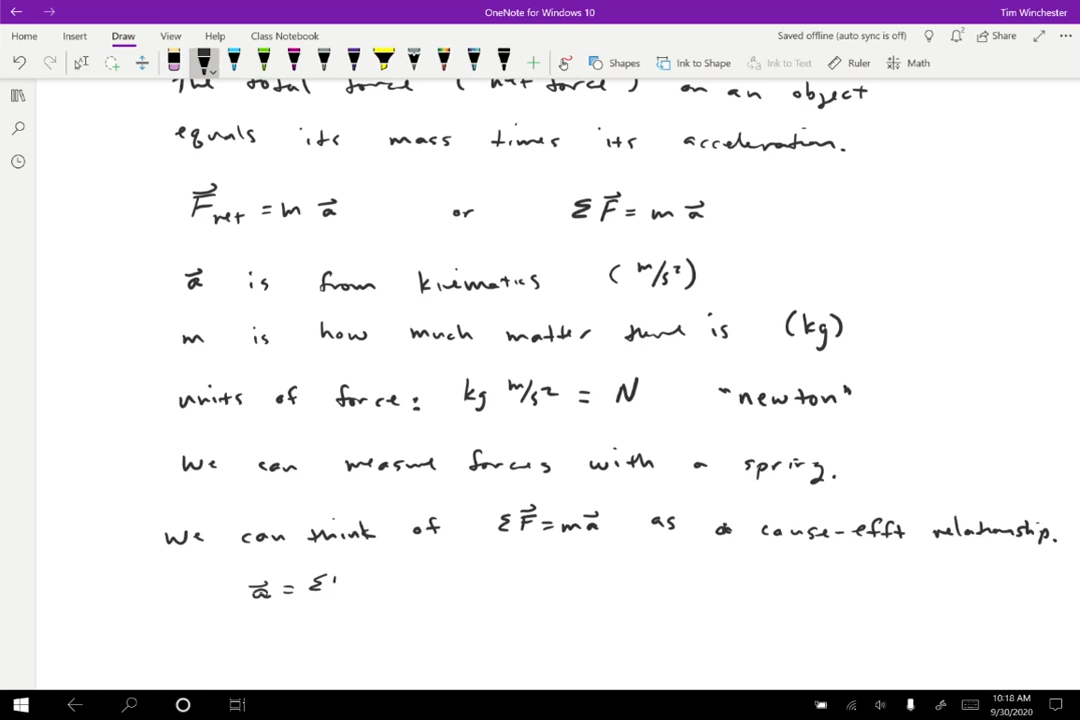 OneNote for Windows 10
Tim Winchester
Home Insert Draw View Help Class Notebook
Saved offline (auto sync is off) Share
Shapes Ink to Shape Ink to Text Ruler Math
The total force (net force) on an object
equals its mass times its acceleration.
F⃗net = m a⃗ or Σ F⃗ = m a⃗
a⃗ is from kinematics (m/s²)
m is how much matter there is (kg)
units of force: kg m/s² = N "newton"
We can measure forces with a spring.
We can think of ΣF⃗ = ma⃗ as a cause-efft relationship.
a⃗ = Σ'
10:18 AM
9/30/2020